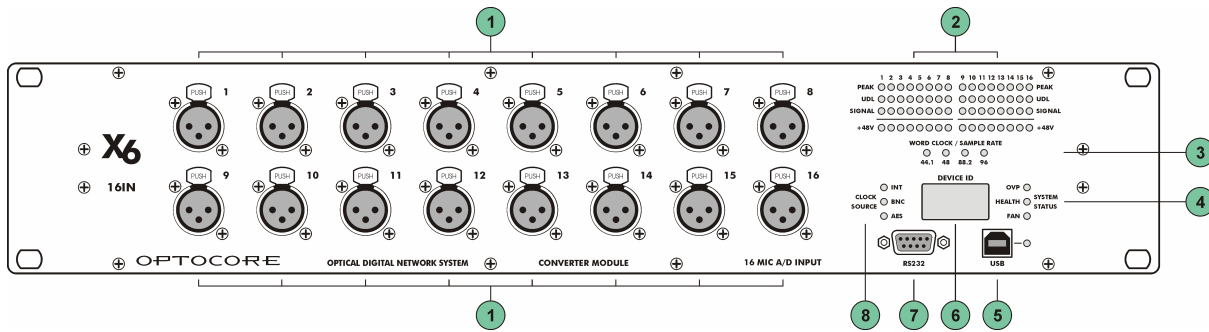 1
2
1 2 3 4 5 6 7 8 9 10 11 12 13 14 15 16
PUSH 1 PUSH 2 PUSH 3 PUSH 4 PUSH 5 PUSH 6 PUSH 7 PUSH 8
PEAK PEAK
UDL UDL
SIGNAL SIGNAL
+48V +48V
X6
WORD CLOCK / SAMPLE RATE
44.1 48 88.2 96
3
16IN
PUSH 9 PUSH 10 PUSH 11 PUSH 12 PUSH 13 PUSH 14 PUSH 15 PUSH 16
DEVICE ID
CLOCK SOURCE
INT
BNC
AES
OVP
HEALTH
FAN
SYSTEM STATUS
4
OPTOCORE
OPTICAL DIGITAL NETWORK SYSTEM
CONVERTER MODULE
16 MIC A/D INPUT
RS232
USB
1
8
7
6
5